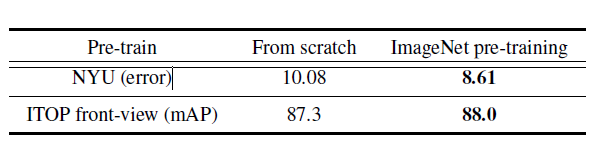 Pre-train From scratch ImageNet pre-training
NYU (error) 10.08 8.61
ITOP front-view (mAP) 87.3 88.0